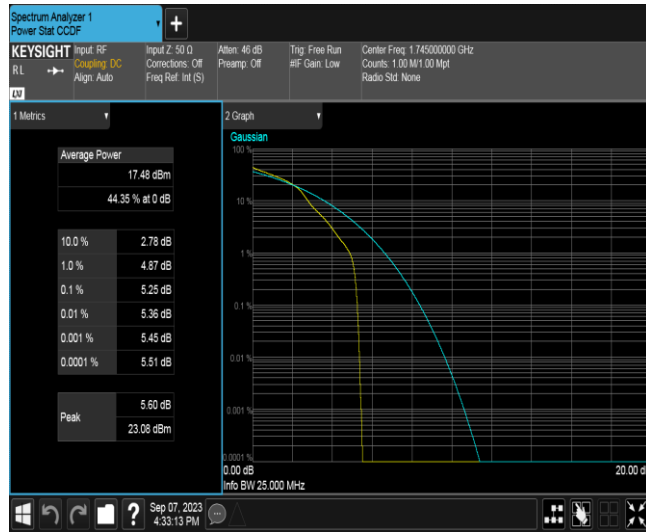 Spectrum Analyzer 1
Power Stat CCDF
KEYSIGHT
Input: RF
Coupling: DC
Align: Auto
Input Z: 50 Ω
Corrections: Off
Freq Ref: Int (S)
Atten: 46 dB
Preamp: Off
Trig: Free Run
#IF Gain: Low
Center Freq: 1.745000000 GHz
Counts: 1.00 M/1.00 Mpt
Radio Std: None
R L
LXI
1 Metrics
Average Power
17.48 dBm
44.35 % at 0 dB
10.0 % 2.78 dB
1.0 % 4.87 dB
0.1 % 5.25 dB
0.01 % 5.36 dB
0.001 % 5.45 dB
0.0001 % 5.51 dB
Peak
5.60 dB
23.08 dBm
2 Graph
Gaussian
100 %
10 %
1 %
0.1 %
0.01 %
0.001 %
0.0001 %
0.00 dB
20.00 d
Info BW 25.000 MHz
Sep 07, 2023
4:33:13 PM